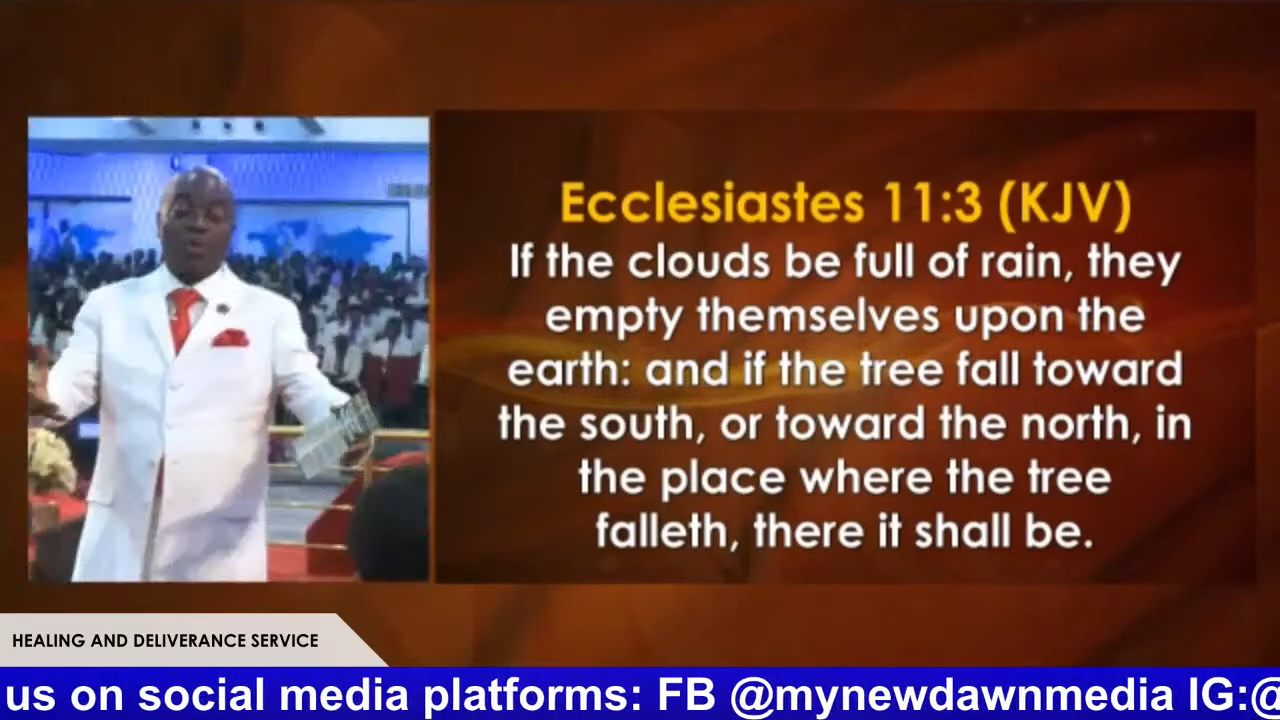 Ecclesiastes 11:3 (KJV)
If the clouds be full of rain, they
empty themselves upon the
earth: and if the tree fall toward
the south, or toward the north, in
the place where the tree
falleth, there it shall be.
HEALING AND DELIVERANCE SERVICE
us on social media platforms: FB @mynewdawnmedia IG:@